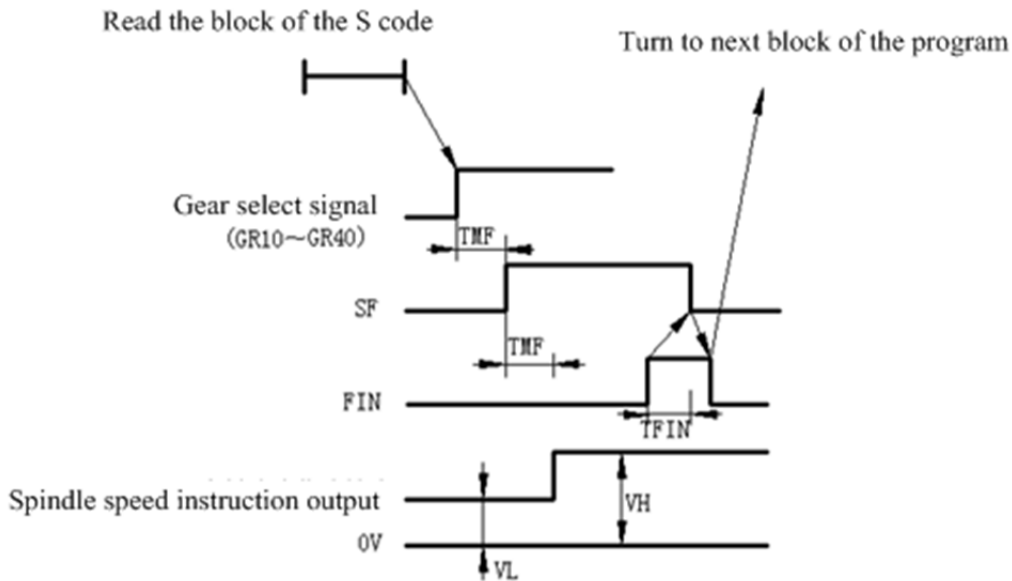 Read the block of the S code
Turn to next block of the program
Gear select signal
(GR10～GR40)
TMF
SF
TMF
FIN
TFIN
Spindle speed instruction output
VH
0V
VL